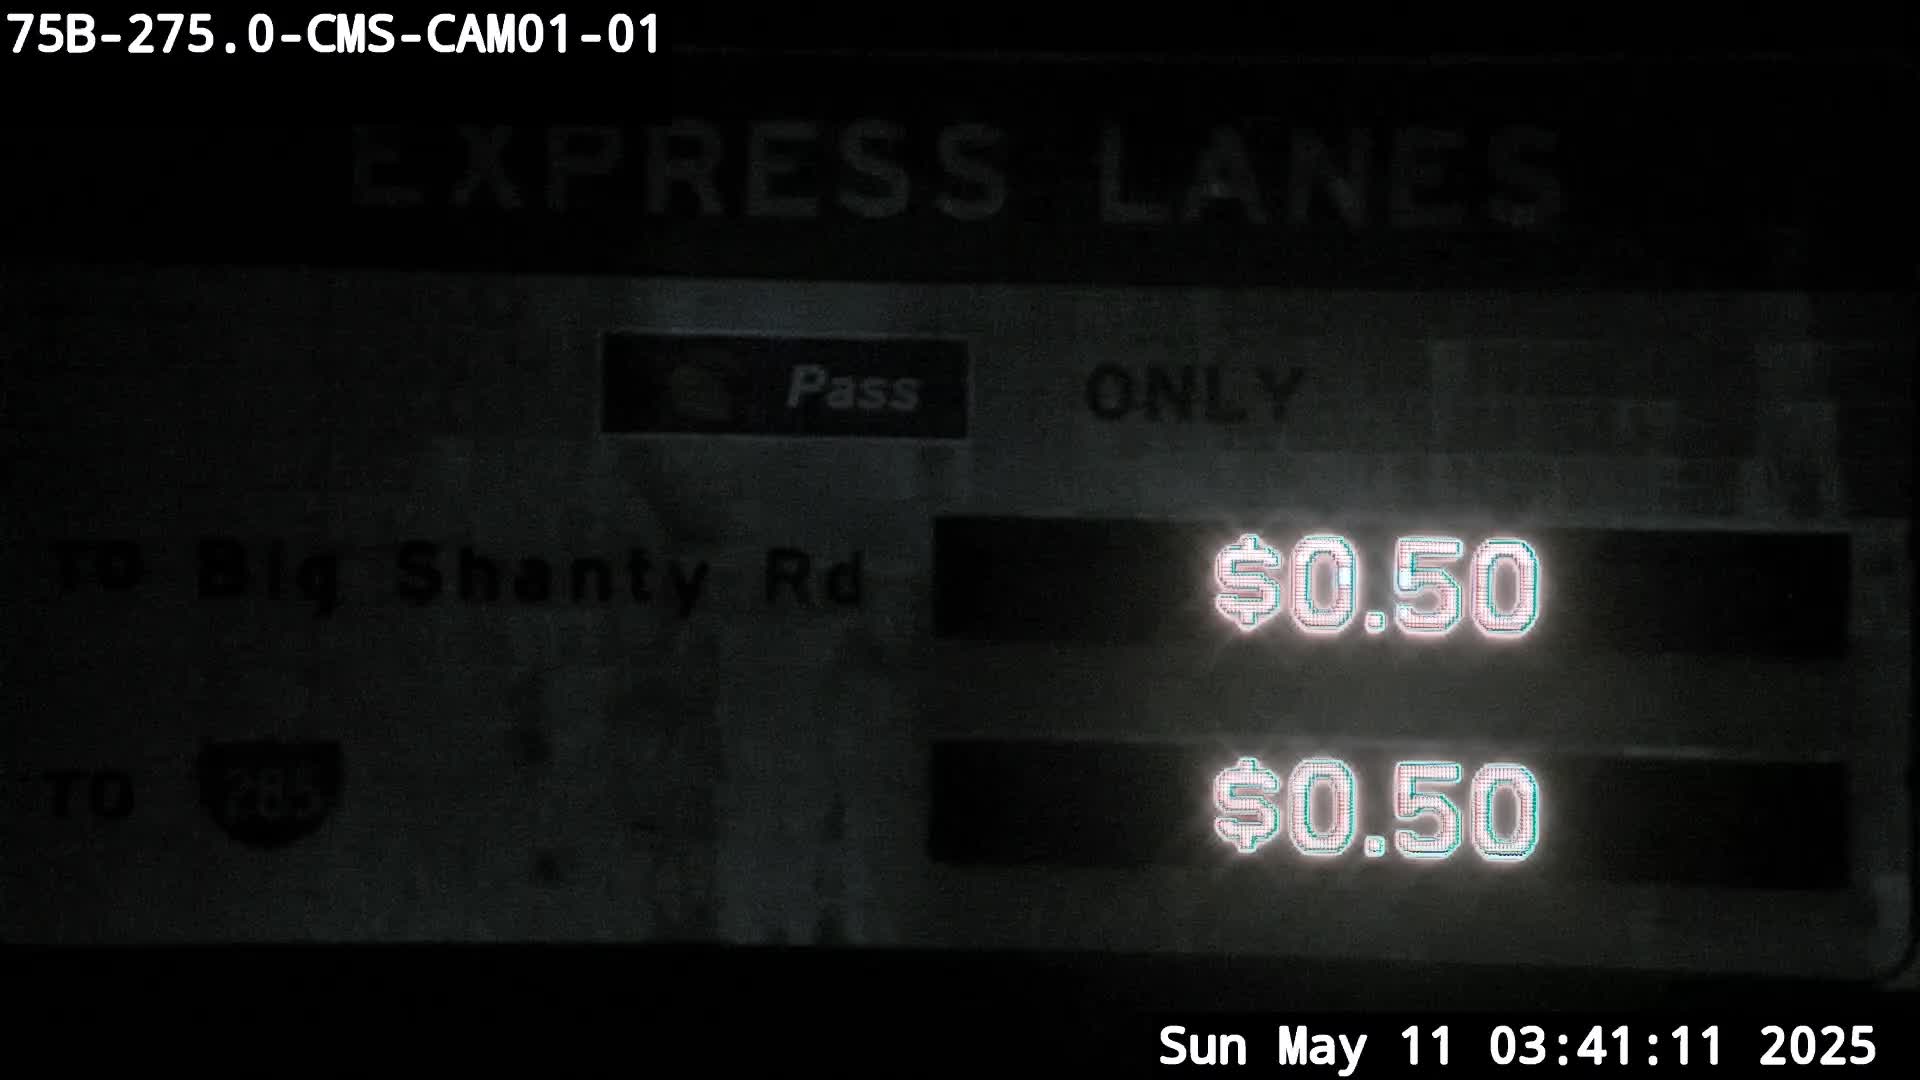 75B-275.0-CMS-CAM01-01
EXPRESS LANES
Pass ONLY
TO Big Shanty Rd $0.50
TO 285 $0.50
Sun May 11 03:41:11 2025